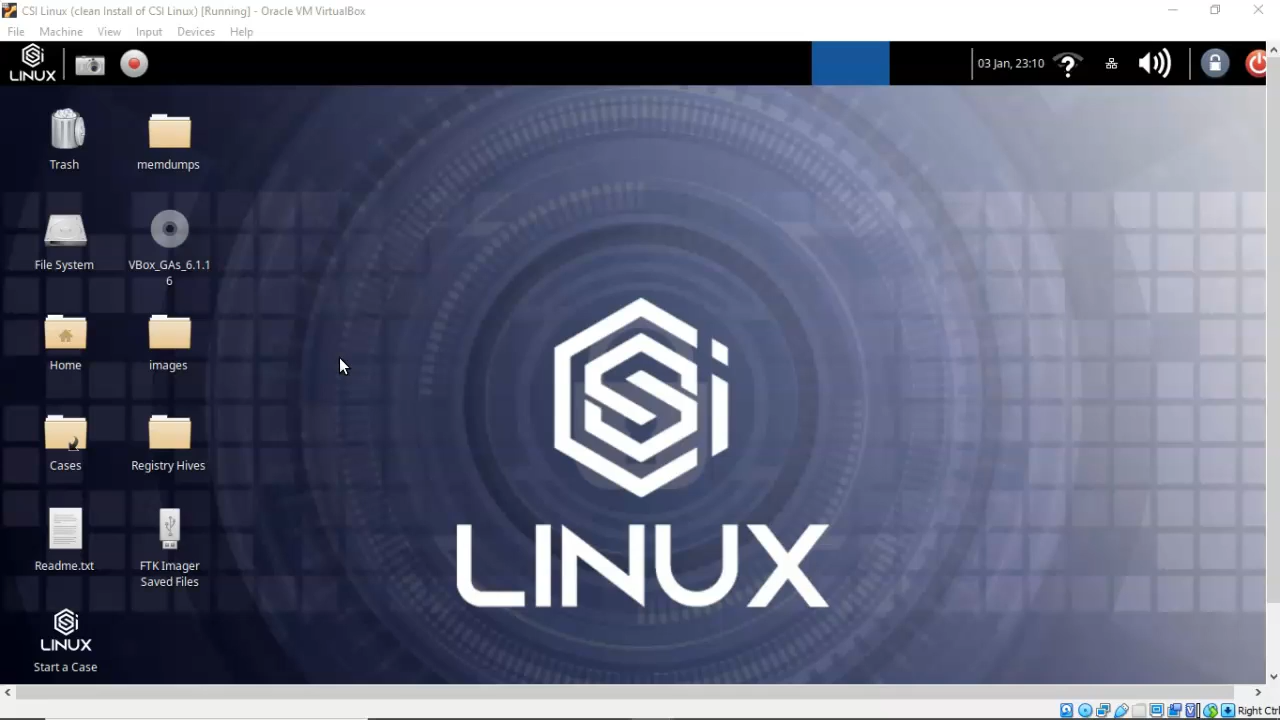 CSI Linux (clean Install of CSI Linux) [Running] - Oracle VM VirtualBox
File Machine View Input Devices Help
LINUX
03 Jan, 23:10
Trash
memdumps
File System
VBox_GAs_6.1.1
6
Home
images
Cases
Registry Hives
Readme.txt
FTK Imager
Saved Files
LINUX
Start a Case
CSi
LINUX
Right Ctrl